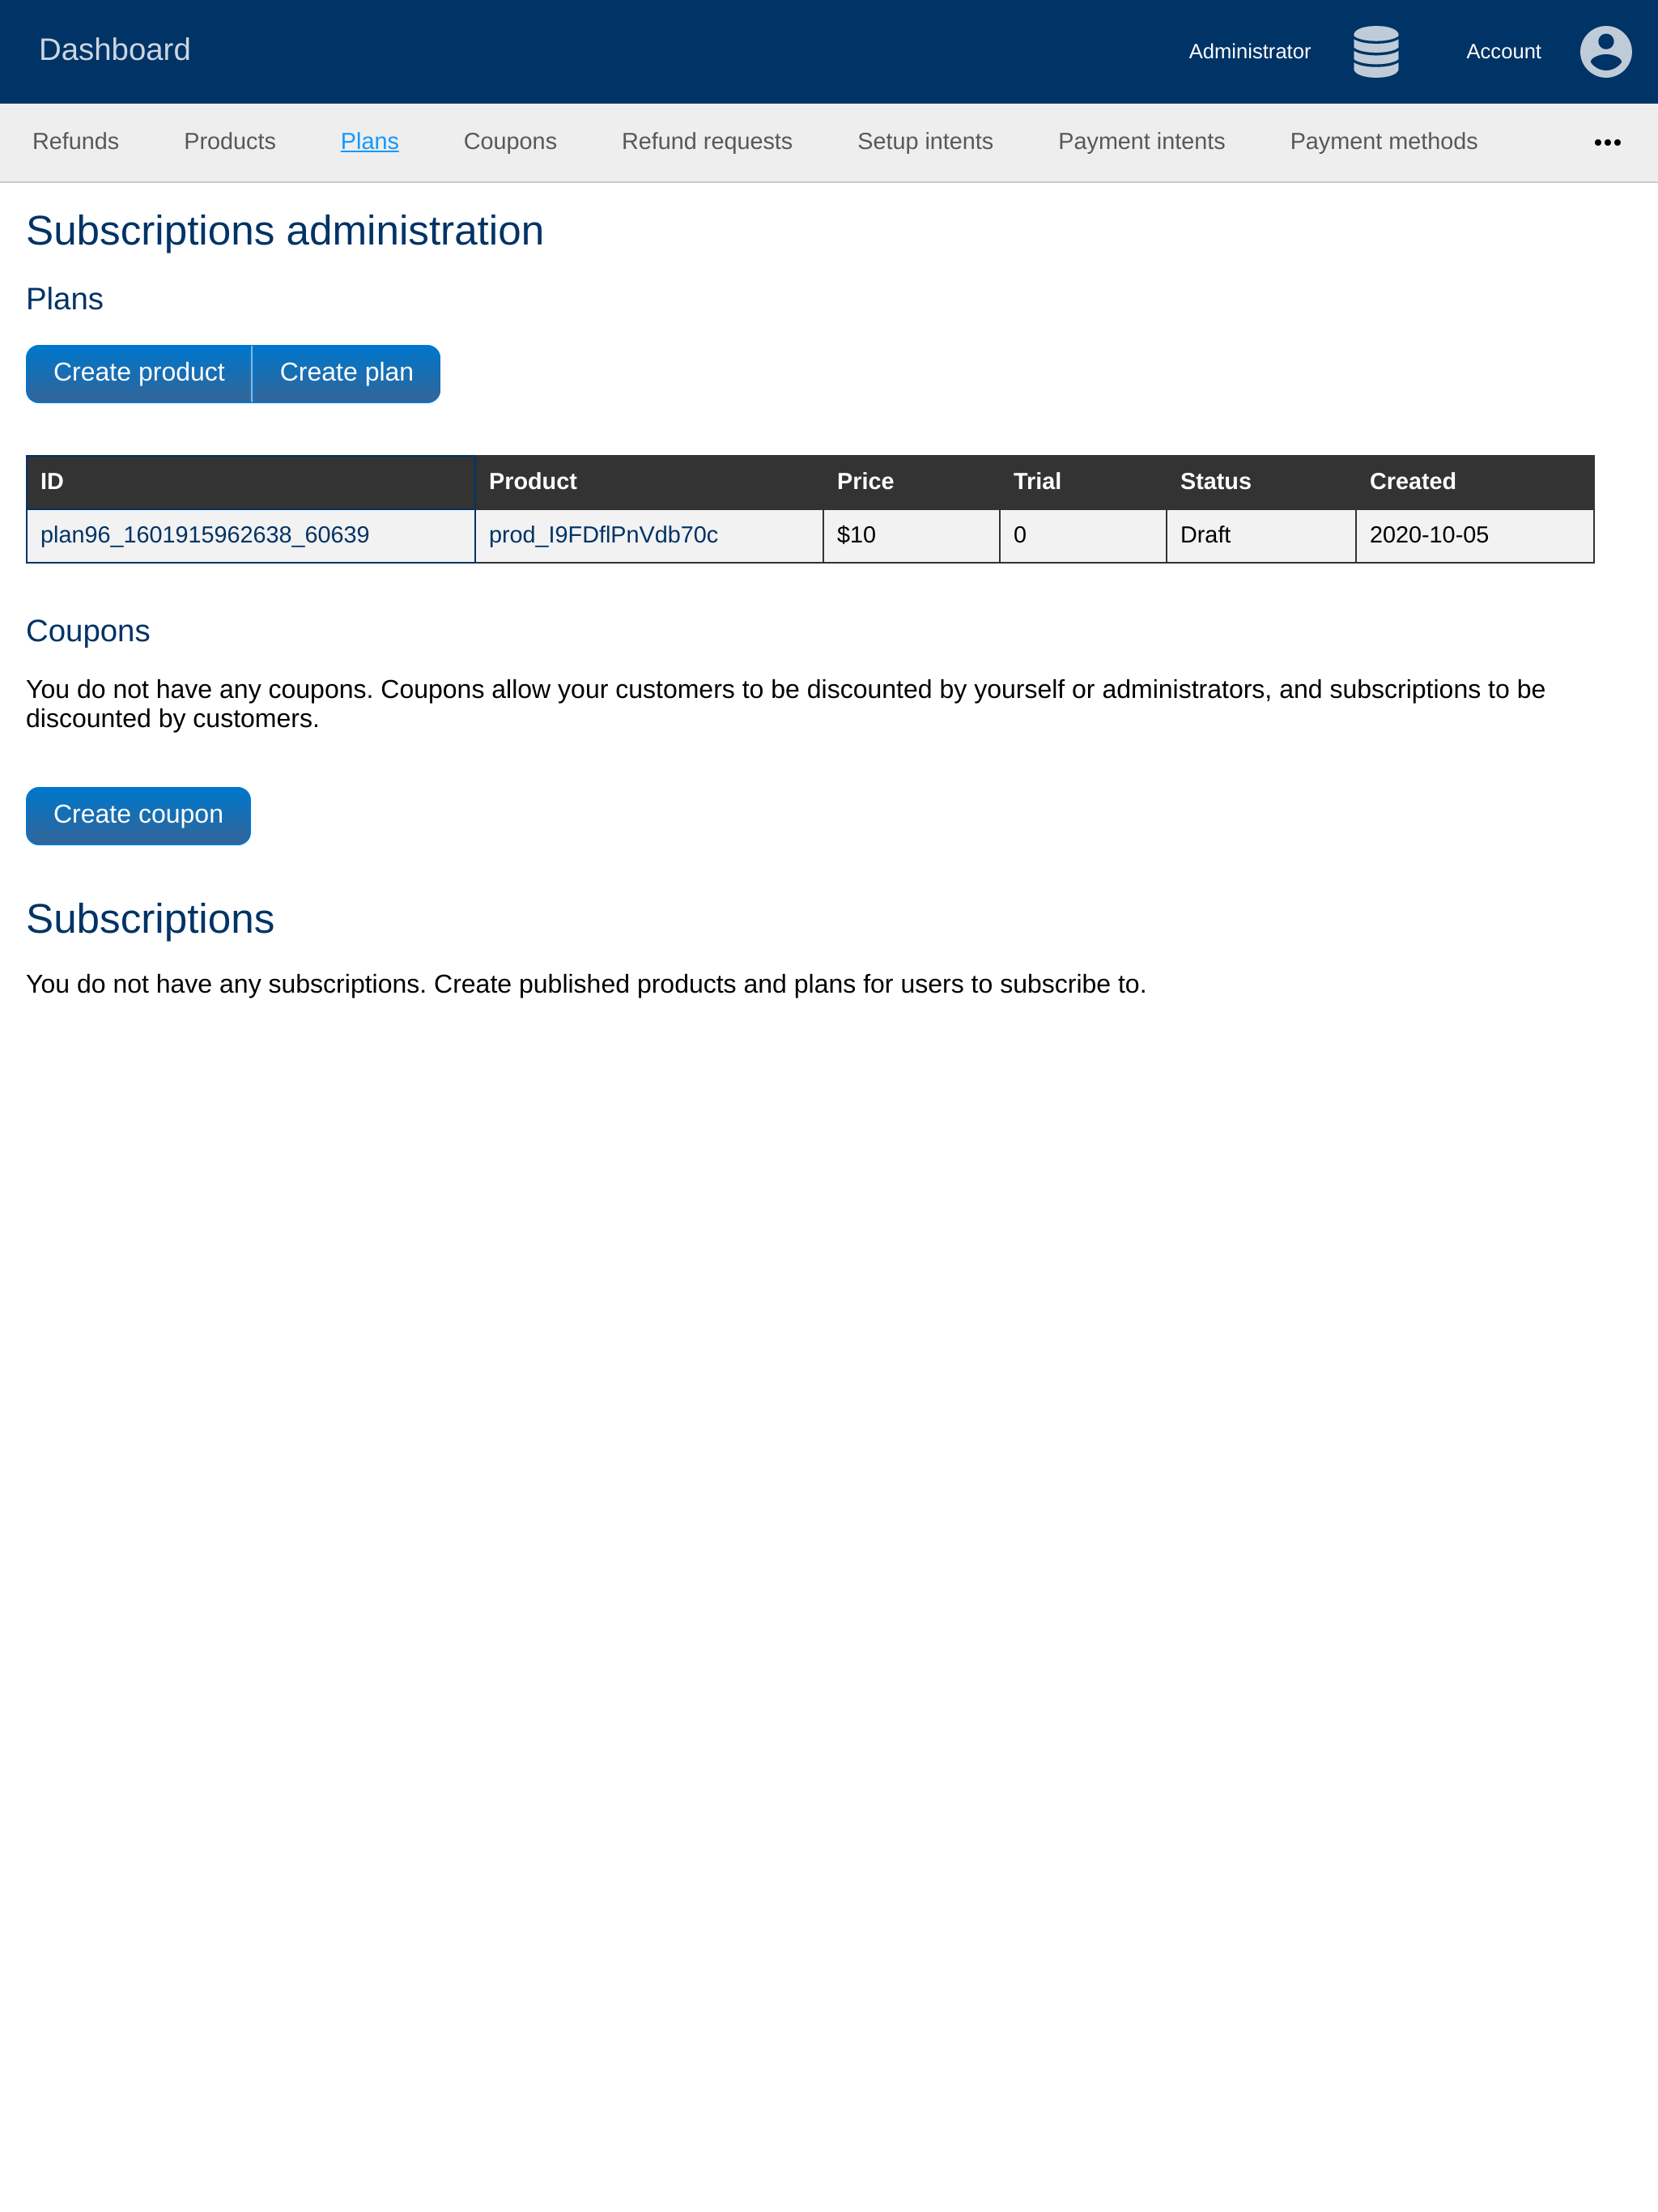 Dashboard Administrator Account
Refunds Products Plans Coupons Refund requests Setup intents Payment intents Payment methods •••
Subscriptions administration
Plans
Create product Create plan
ID Product Price Trial Status Created
plan96_1601915962638_60639 prod_I9FDflPnVdb70c $10 0 Draft 2020-10-05
Coupons
You do not have any coupons. Coupons allow your customers to be discounted by yourself or administrators, and subscriptions to be
discounted by customers.
Create coupon
Subscriptions
You do not have any subscriptions. Create published products and plans for users to subscribe to.